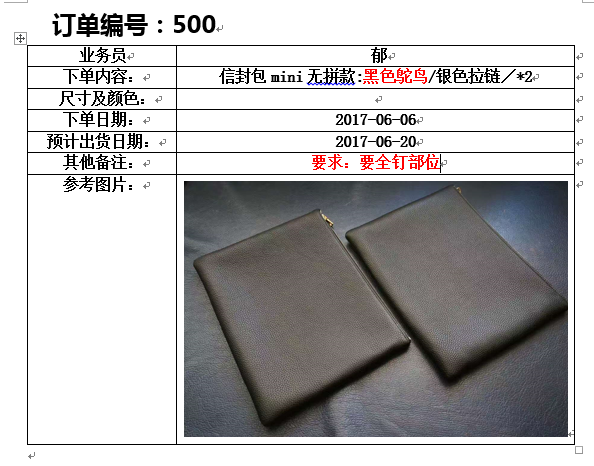 订单编号：500
业务员 郁
下单内容： 信封包 mini 无拼款:黑色鸵鸟/银色拉链／*2
尺寸及颜色：
下单日期： 2017-06-06
预计出货日期： 2017-06-20
其他备注： 要求：要全钉部位
参考图片：